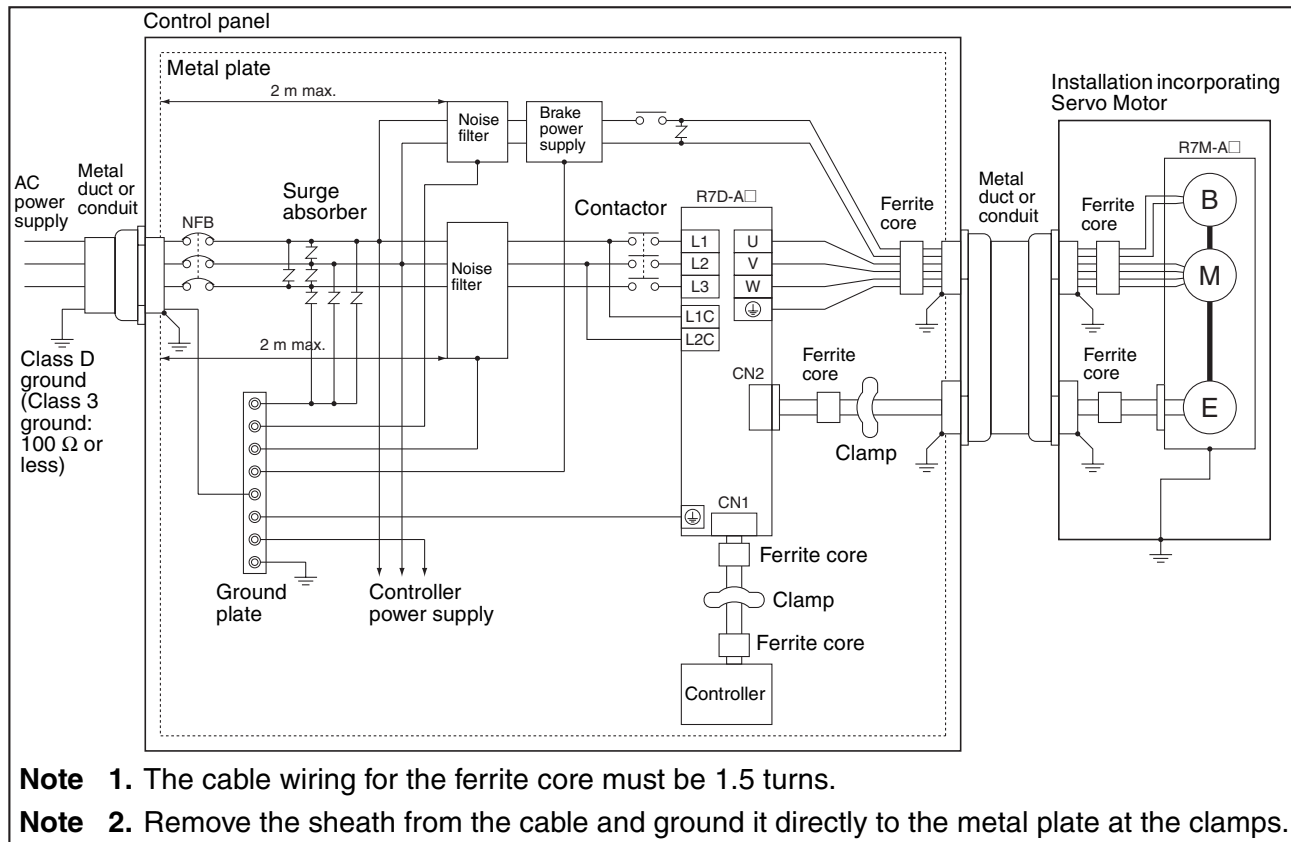 Control panel
Metal plate
2 m max.
Noise
filter
Brake
power
supply
Installation incorporating
Servo Motor
R7M-A□
AC
power
supply
Metal
duct or
conduit
NFB
Surge
absorber
Contactor
R7D-A□
Ferrite
core
Metal
duct or
conduit
Ferrite
core
B
L1
U
L2
V
L3
W
L1C
L2C
Noise
filter
M
2 m max.
Class D
ground
(Class 3
ground:
100 Ω or
less)
CN2
Ferrite
core
Clamp
Ferrite
core
E
CN1
Ferrite core
Clamp
Ferrite core
Controller
Ground
plate
Controller
power supply
Note 1. The cable wiring for the ferrite core must be 1.5 turns.
Note 2. Remove the sheath from the cable and ground it directly to the metal plate at the clamps.